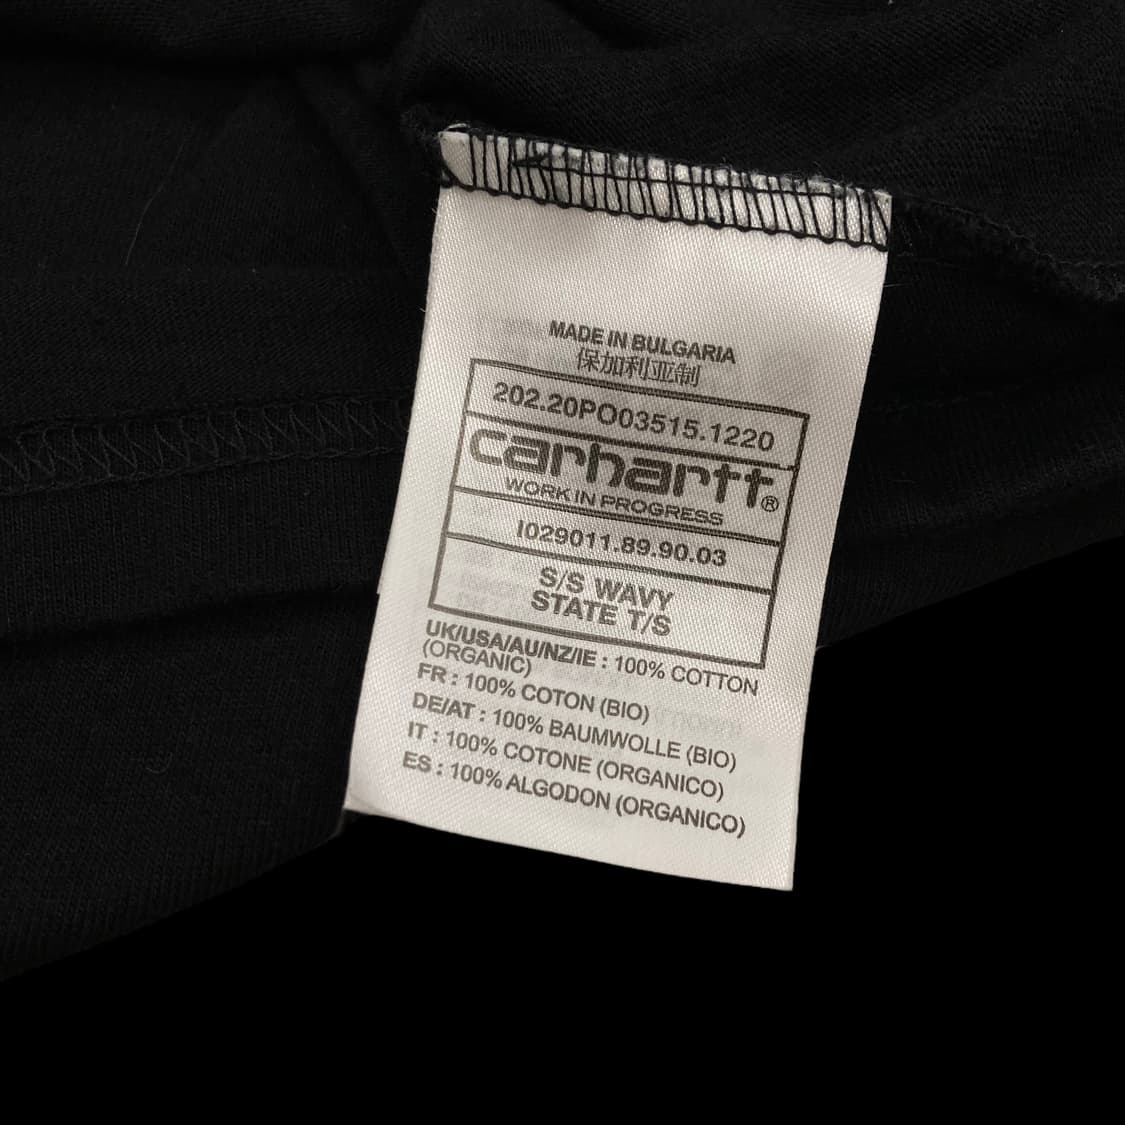 MADE IN BULGARIA
保加利亚制
202.20PO03515.1220
carhartt®
WORK IN PROGRESS
I029011.89.90.03
S/S WAVY
STATE T/S
UK/USA/AU/NZ/IE : 100% COTTON
(ORGANIC)
FR : 100% COTON (BIO)
DE/AT : 100% BAUMWOLLE (BIO)
IT : 100% COTONE (ORGANICO)
ES : 100% ALGODON (ORGANICO)